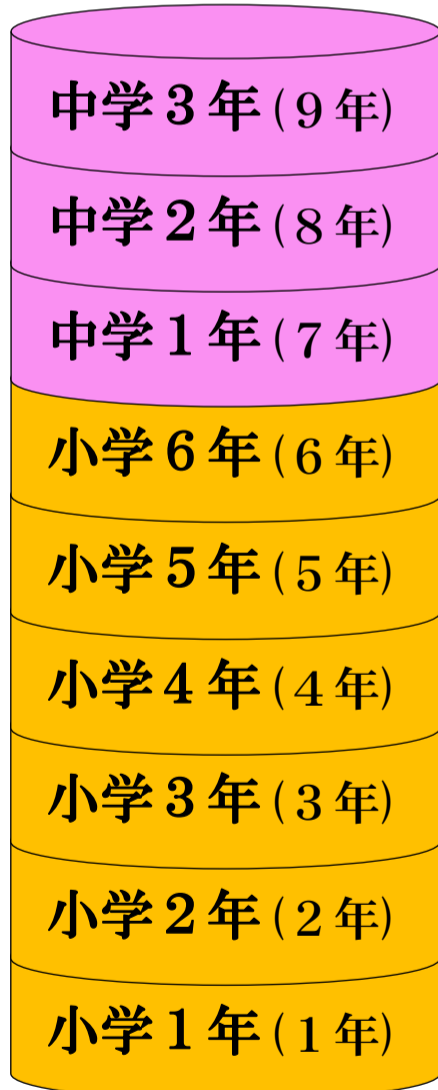 中学3年(9年)
中学2年(8年)
中学1年(7年)
小学6年(6年)
小学5年(5年)
小学4年(4年)
小学3年(3年)
小学2年(2年)
小学1年(1年)